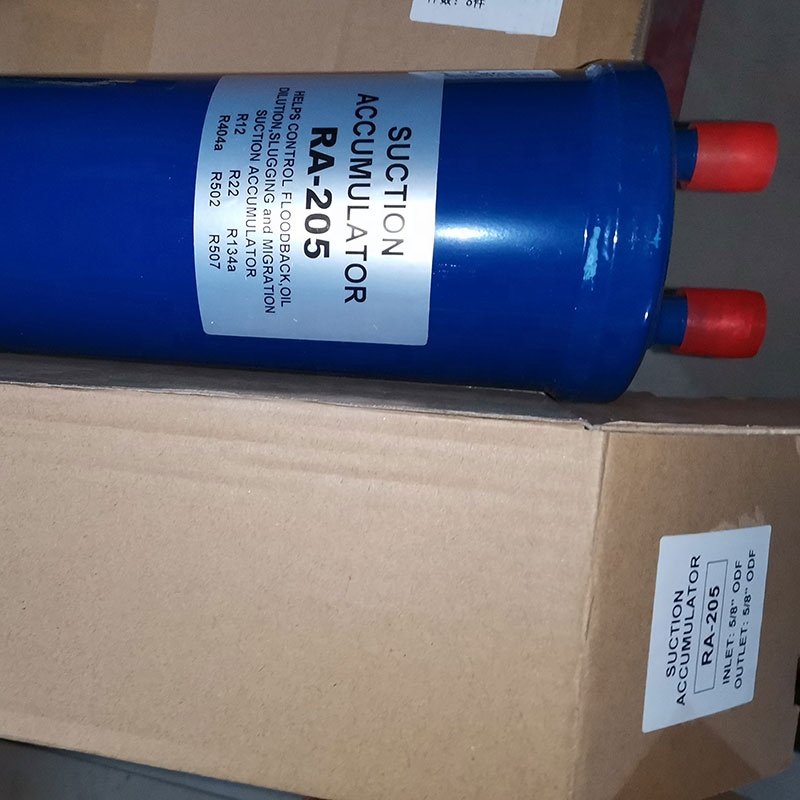 SUCTION
ACCUMULATOR
RA-205
HELPS CONTROL FLOODBACK,OIL
DILUTION,SLUGGING and MIGRATION
SUCTION ACCUMULATOR
R12 R22 R134a
R404a R502 R507
SUCTION
ACCUMULATOR
RA-205
INLET: 5/8" ODF
OUTLET: 5/8" ODF